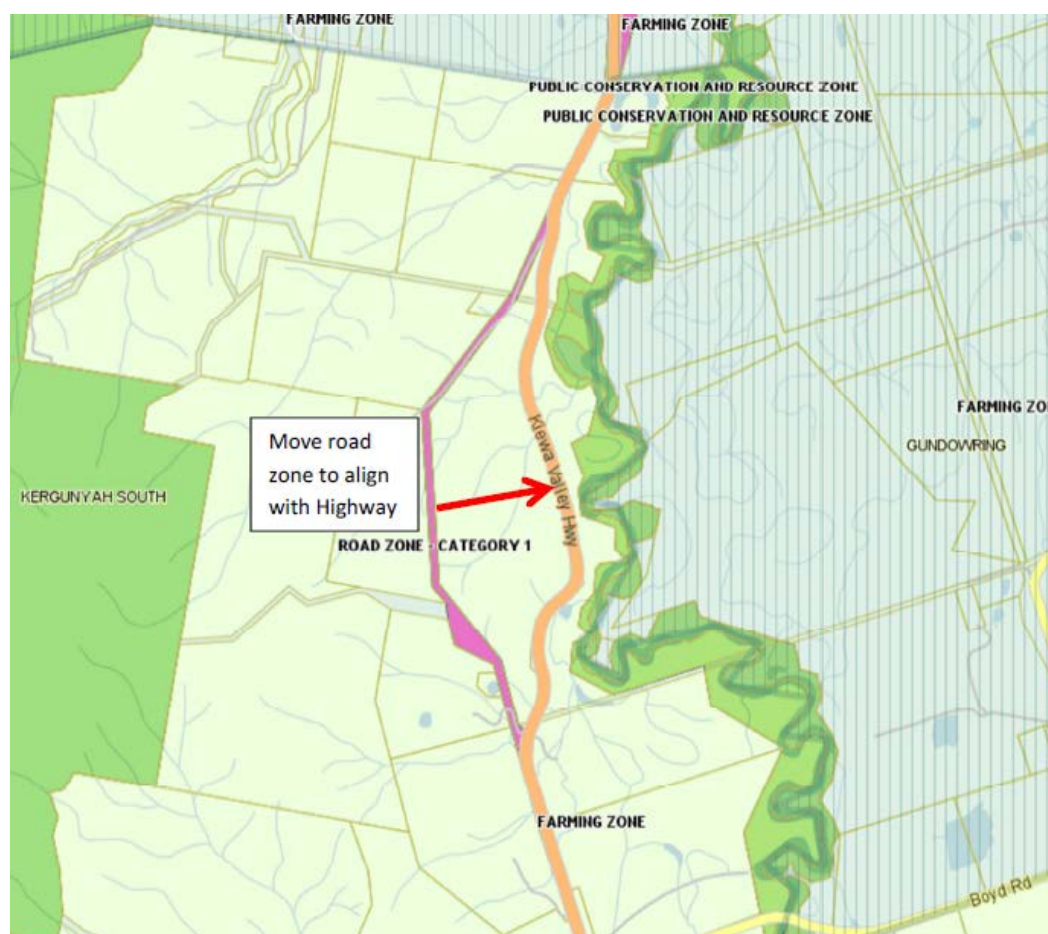 FARMING ZONE
FARMING ZONE
PUBLIC CONSERVATION AND RESOURCE ZONE
PUBLIC CONSERVATION AND RESOURCE ZONE
FARMING ZO
GUNDOWRING
Kiewa Valley Hwy
Move road
zone to align
with Highway
KERGUNYAH SOUTH
ROAD ZONE - CATEGORY 1
FARMING ZONE
Boyd Rd